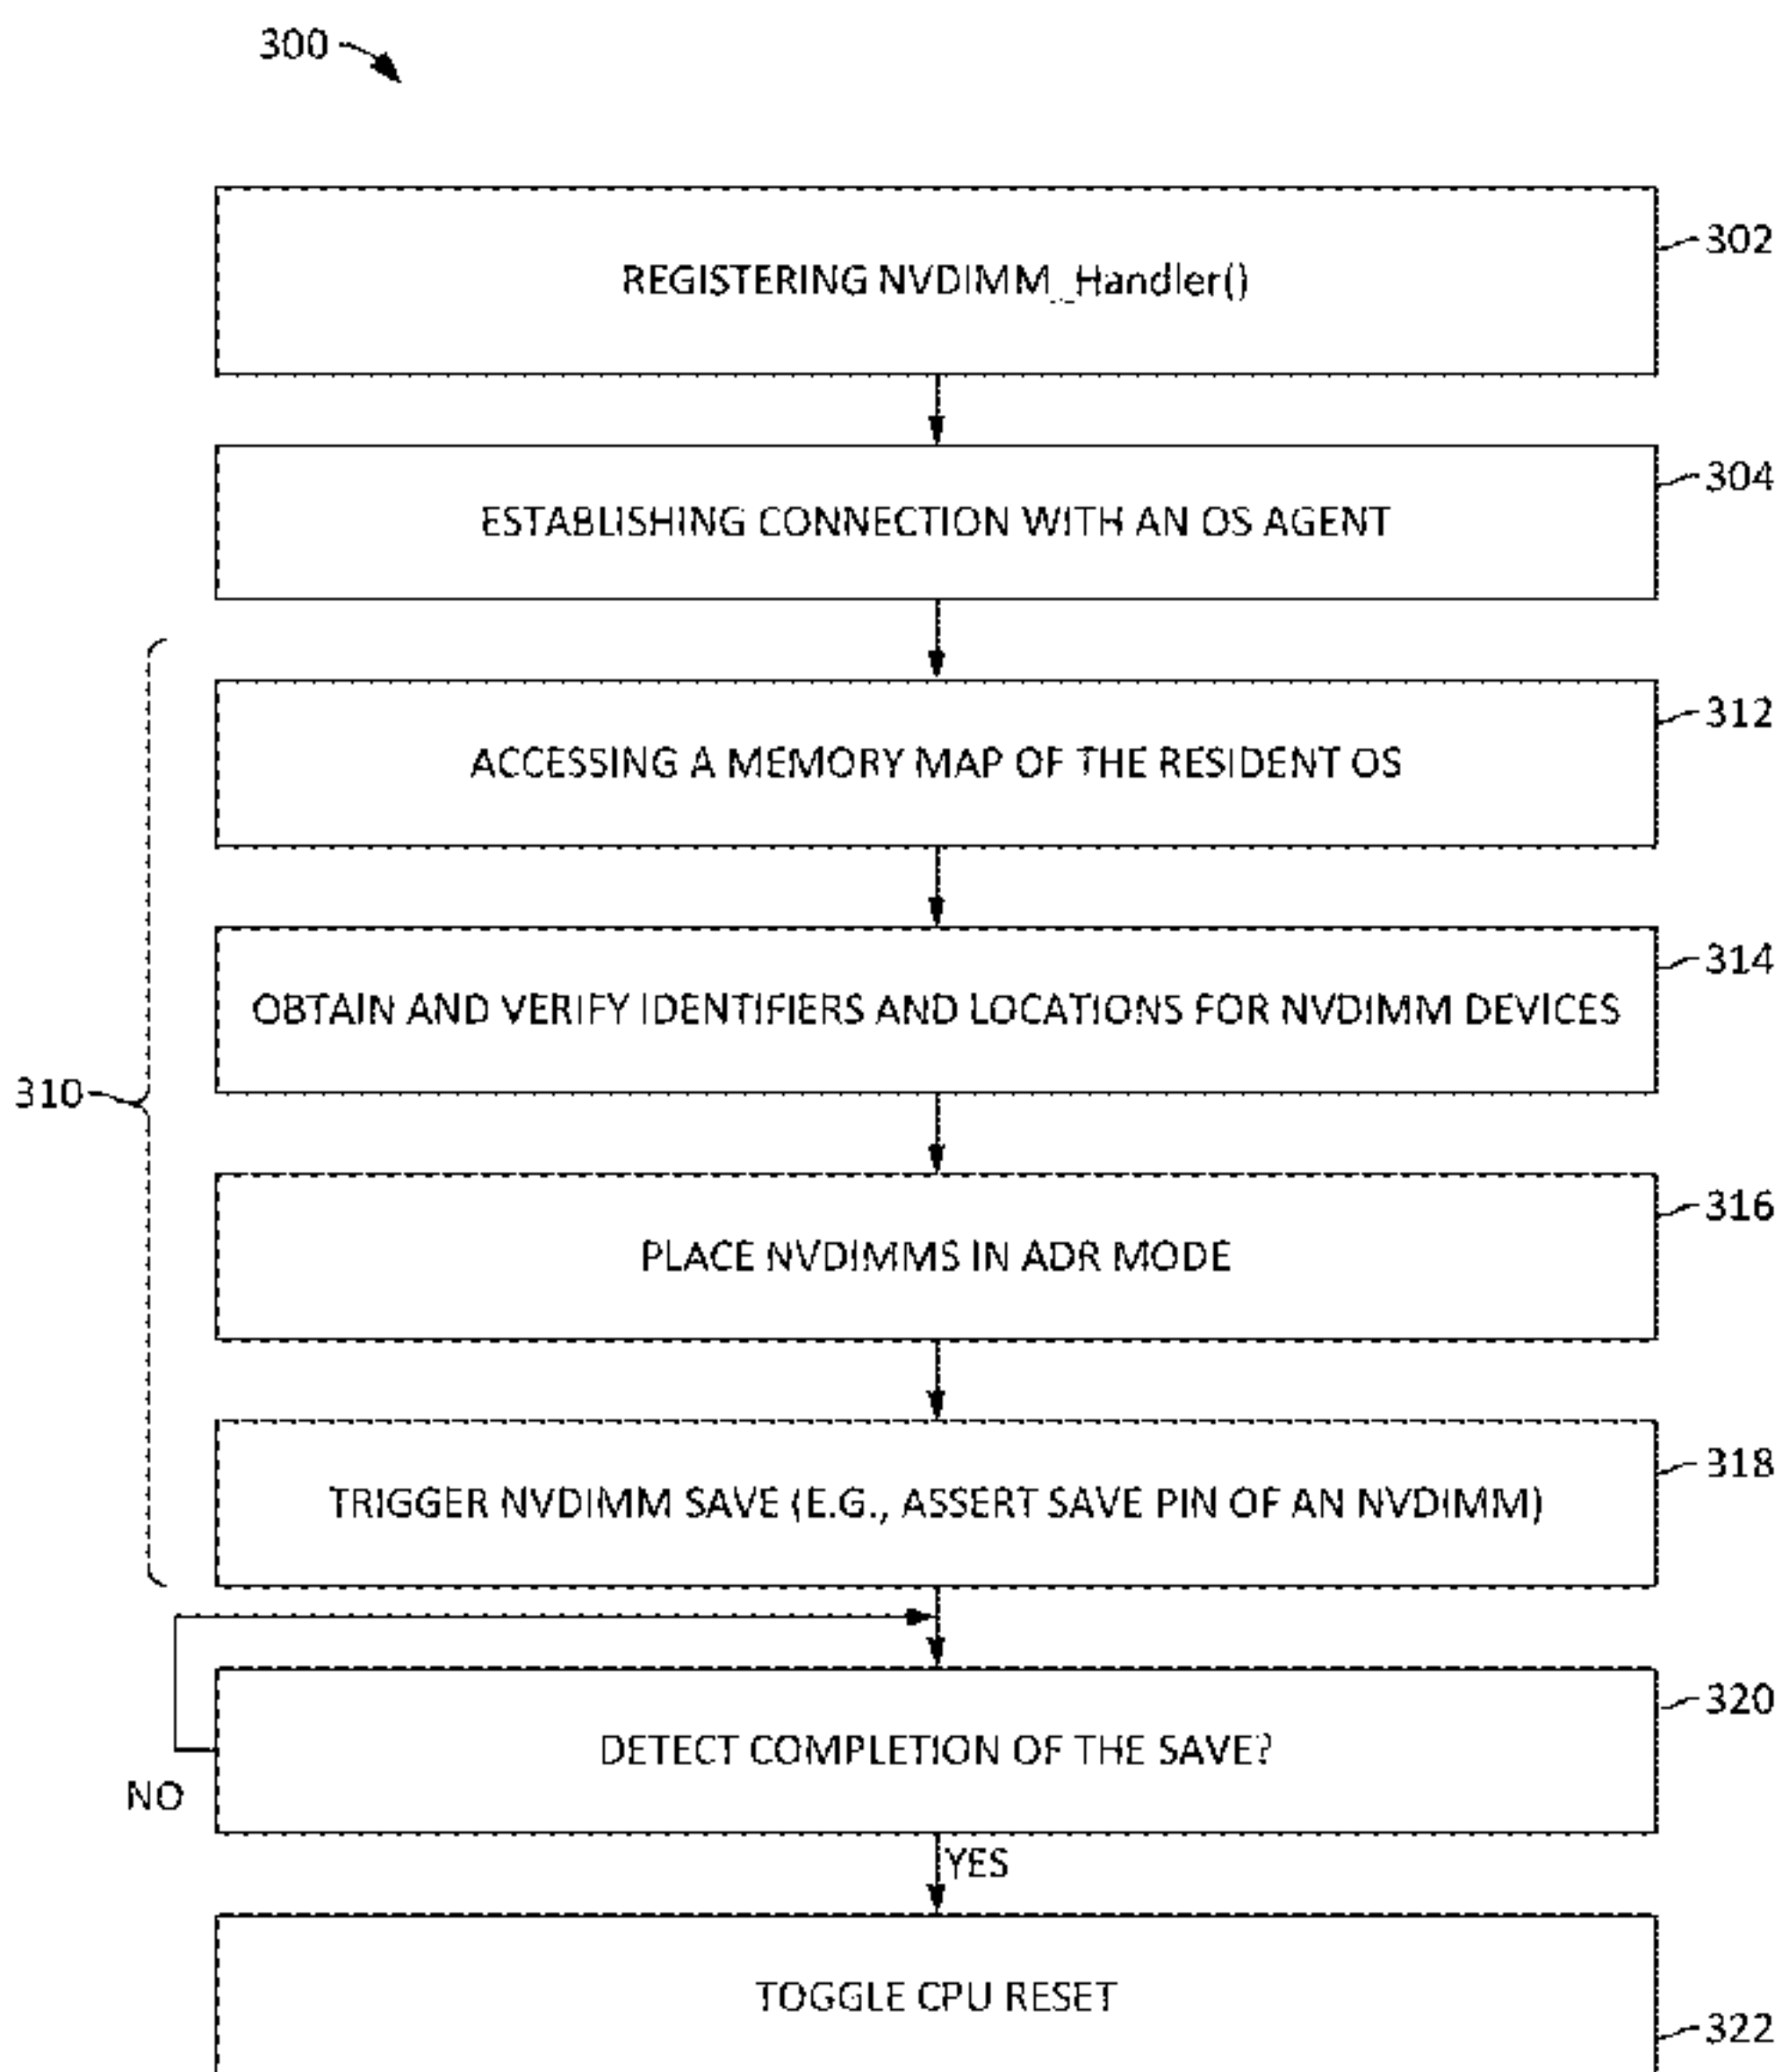 300
REGISTERING NVDIMM_Handler()
302
ESTABLISHING CONNECTION WITH AN OS AGENT
304
ACCESSING A MEMORY MAP OF THE RESIDENT OS
312
OBTAIN AND VERIFY IDENTIFIERS AND LOCATIONS FOR NVDIMM DEVICES
314
310
PLACE NVDIMMS IN ADR MODE
316
TRIGGER NVDIMM SAVE (E.G., ASSERT SAVE PIN OF AN NVDIMM)
318
DETECT COMPLETION OF THE SAVE?
320
NO
YES
TOGGLE CPU RESET
322